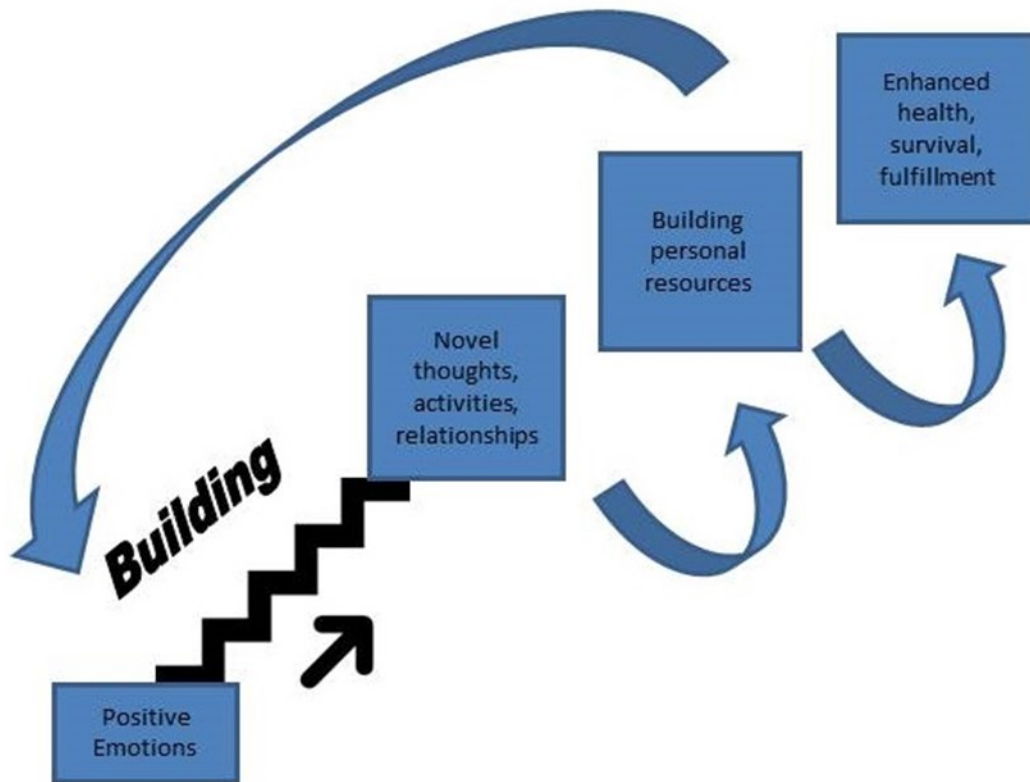 Enhanced
health,
survival,
fulfillment
Building
personal
resources
Novel
thoughts,
activities,
relationships
Building
Positive
Emotions